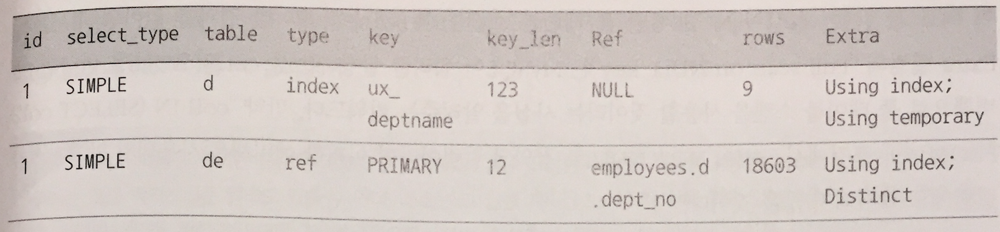 id select_type table type key key_len Ref rows Extra
1 SIMPLE d index ux_ 123 NULL 9 Using index;
deptname Using temporary
1 SIMPLE de ref PRIMARY 12 employees.d 18603 Using index;
.dept_no Distinct